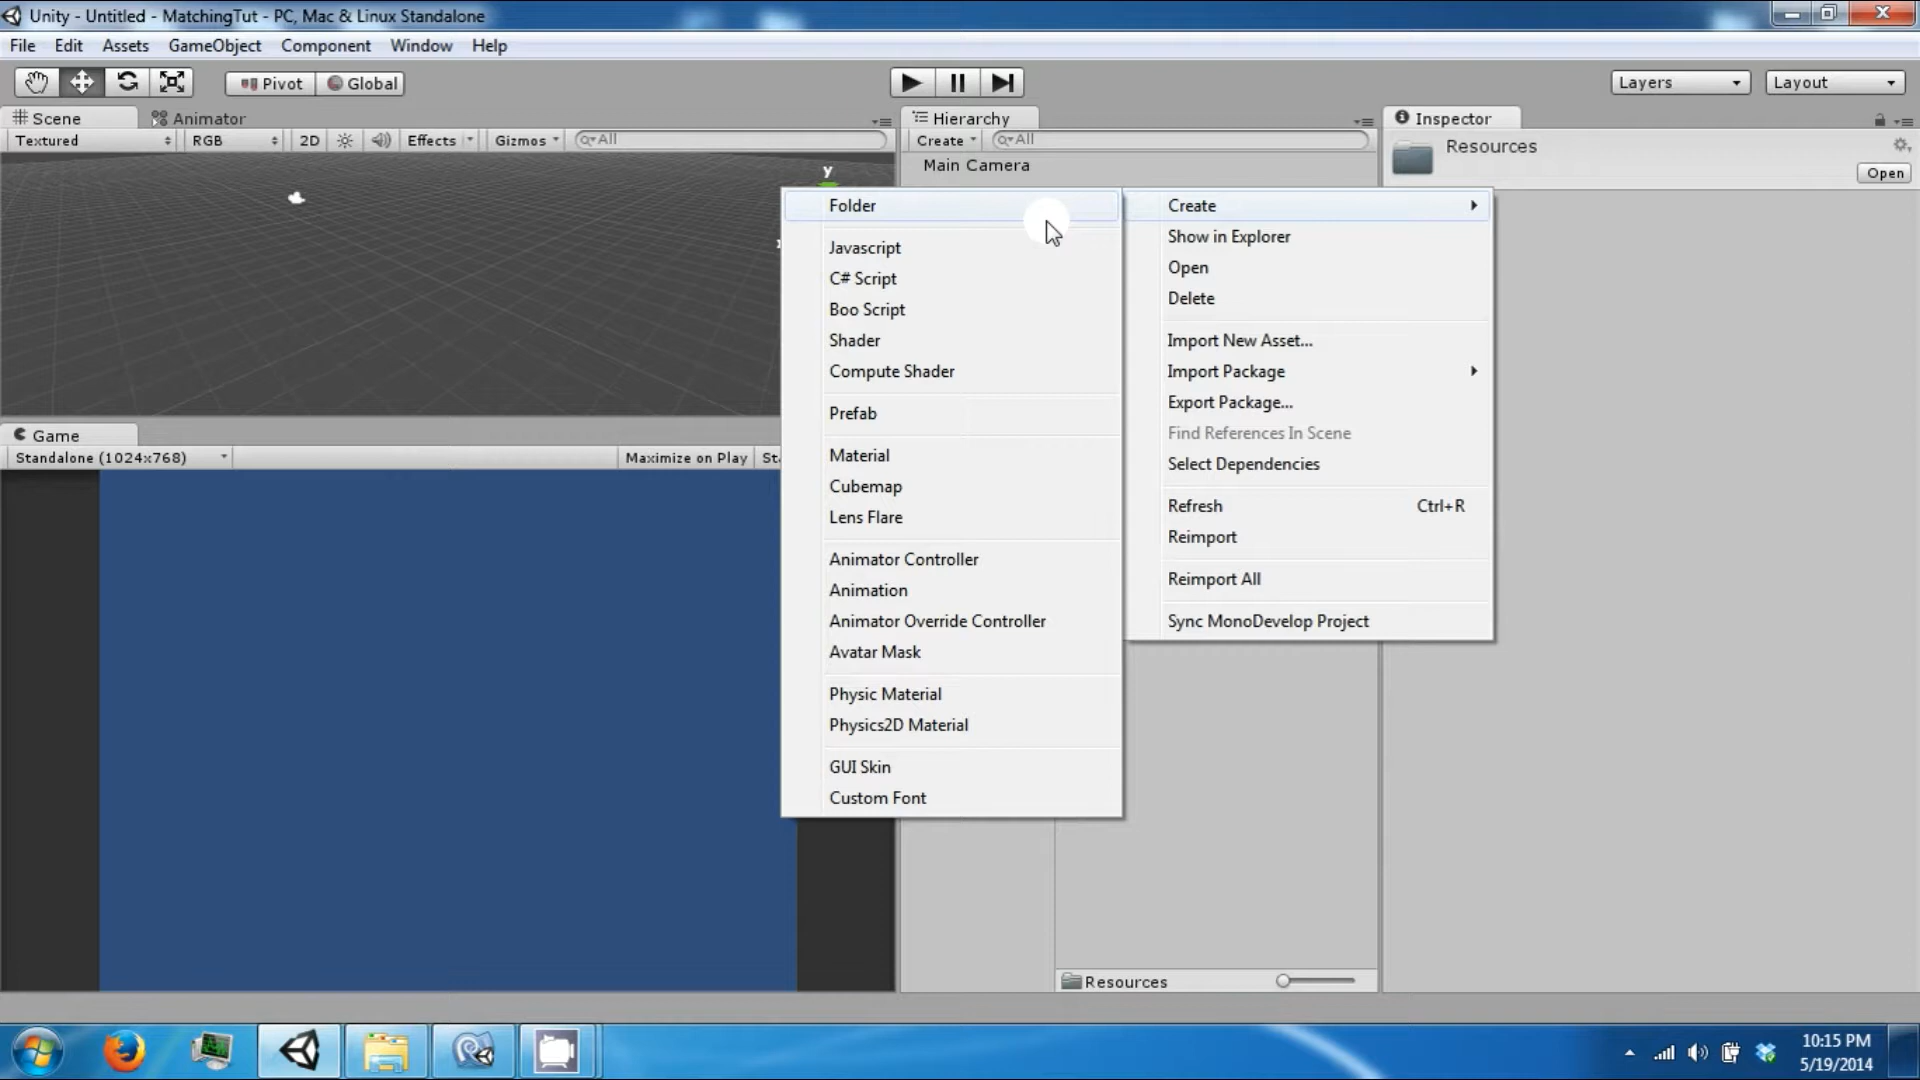 Unity - Untitled - MatchingTut - PC, Mac & Linux Standalone
File Edit Assets GameObject Component Window Help
Pivot Global Layers Layout
Scene Animator Hierarchy Inspector
Textured RGB 2D Effects Gizmos All Create All Resources
Open
Main Camera
y
Folder
Javascript
C# Script
Boo Script
Shader
Compute Shader
Prefab
Material
Cubemap
Lens Flare
Animator Controller
Animation
Animator Override Controller
Avatar Mask
Physic Material
Physics2D Material
GUI Skin
Custom Font
Create
Show in Explorer
Open
Delete
Import New Asset...
Import Package
Export Package...
Find References In Scene
Select Dependencies
Refresh Ctrl+R
Reimport
Reimport All
Sync MonoDevelop Project
Game
Standalone (1024x768) Maximize on Play
Resources
10:15 PM
5/19/2014